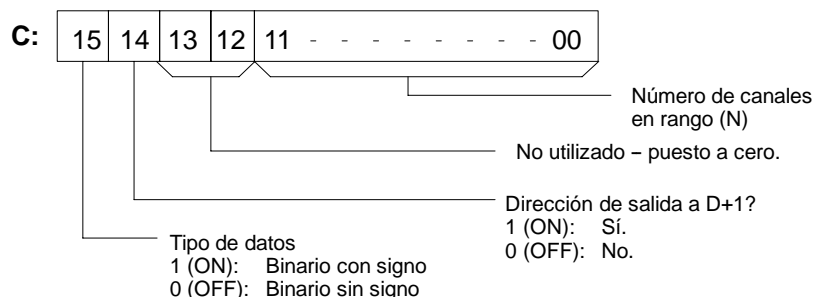 C: 15 14 13 12 11 - - - - - - - - 00
Número de canales
en rango (N)
No utilizado – puesto a cero.
Dirección de salida a D+1?
1 (ON): Sí.
0 (OFF): No.
Tipo de datos
1 (ON): Binario con signo
0 (OFF): Binario sin signo